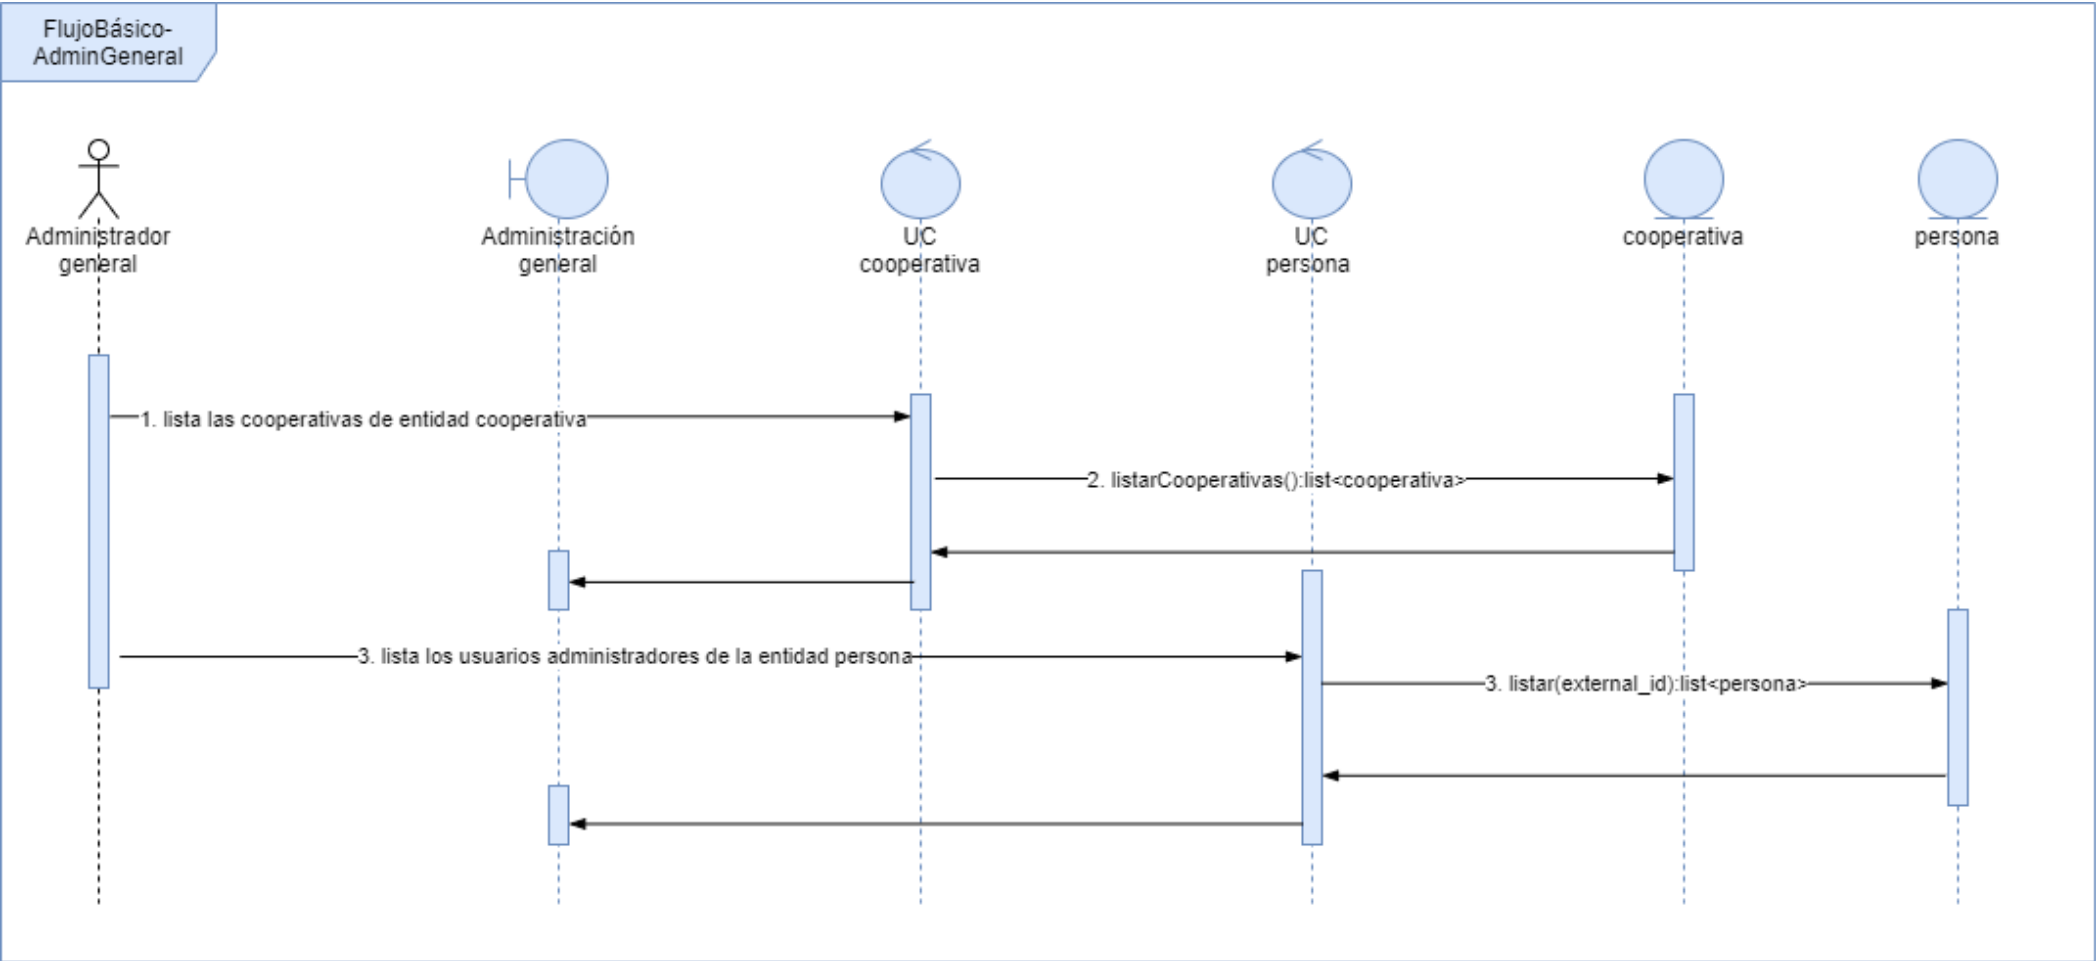 FlujoBásico-
AdminGeneral
Administrador
general
Administración
general
UC
cooperativa
UC
persona
cooperativa
persona
1. lista las cooperativas de entidad cooperativa
2. listarCooperativas():list<cooperativa>
3. lista los usuarios administradores de la entidad persona
3. listar(external_id):list<persona>